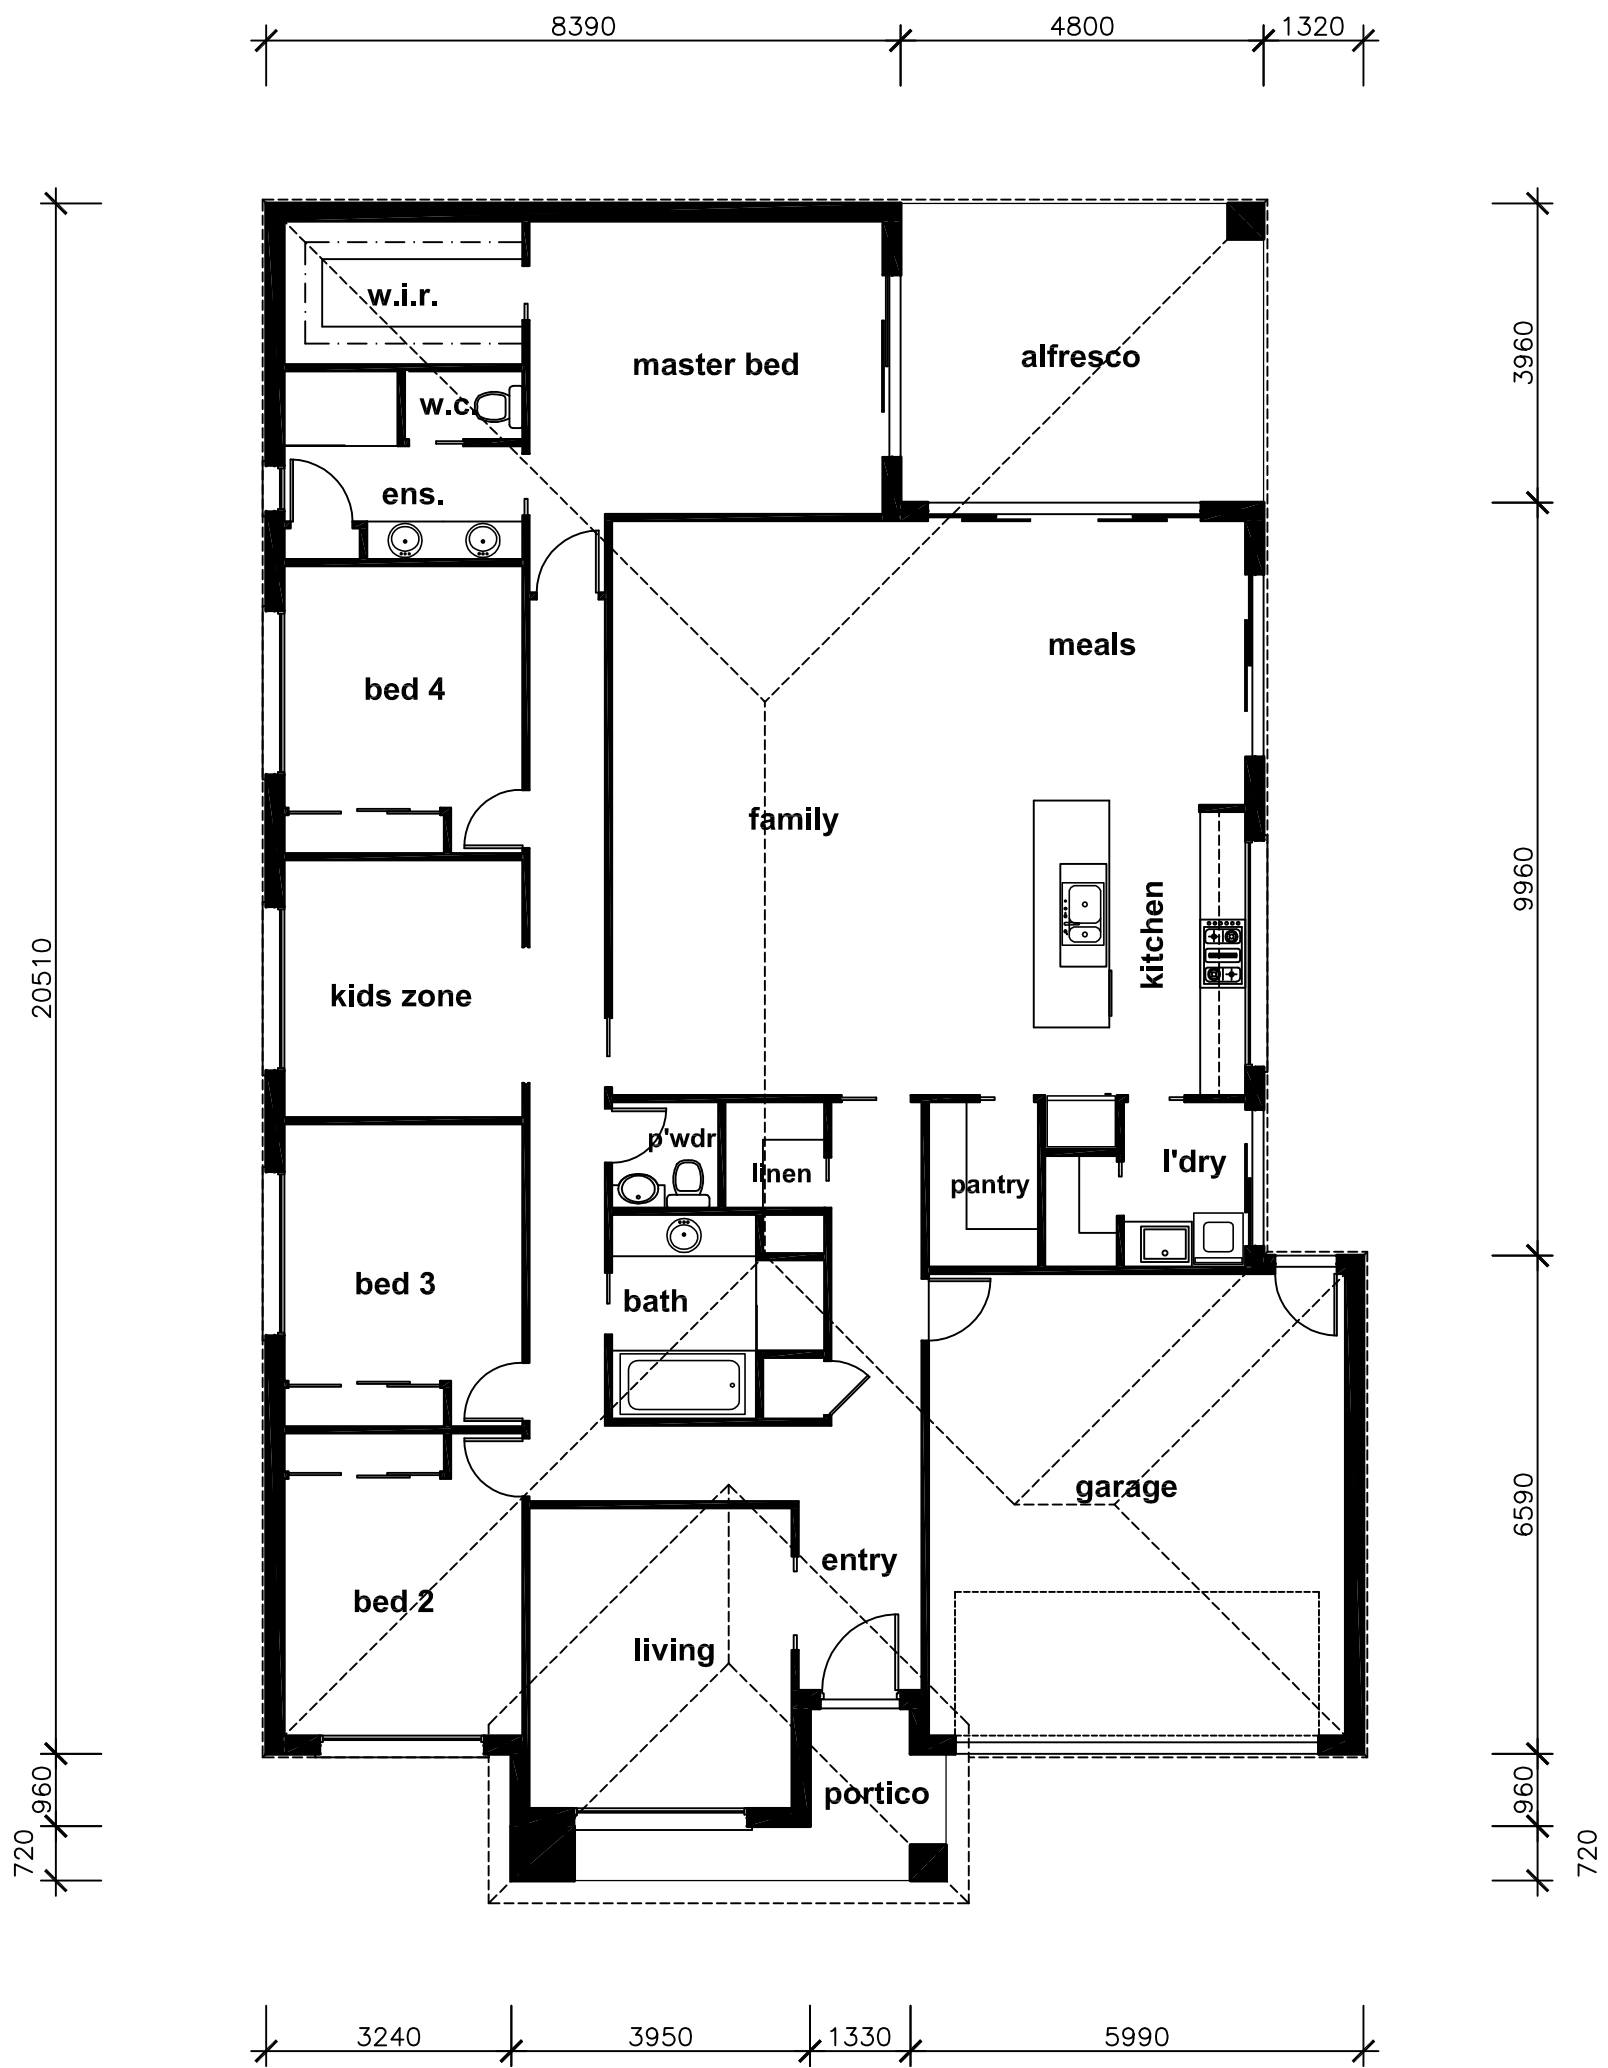 8390
4800
1320
w.i.r.
master bed
alfresco
3960
w.c.
ens.
meals
bed 4
family
9960
kitchen
20510
kids zone
p'wdr
linen
pantry
l'dry
bed 3
bath
garage
6590
entry
bed 2
living
960
portico
960
720
720
3240
3950
1330
5990